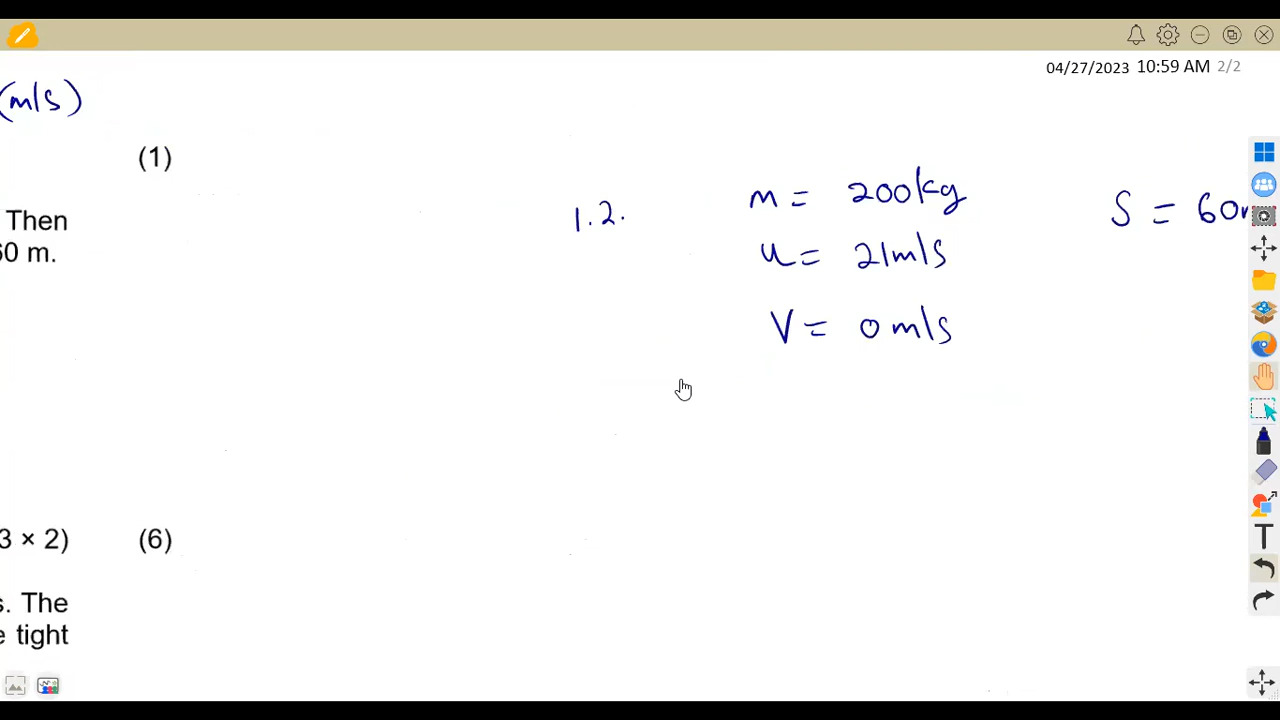 04/27/2023 10:59 AM 2/2
(m/s)
(1)
Then
60 m.
1.2.
m = 200kg
u = 21m/s
V = 0 m/s
S = 60m
3 × 2) (6)
s. The
e tight
T